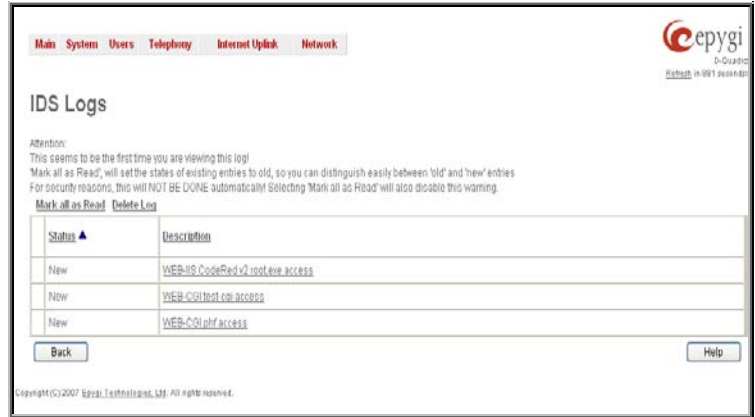 Main System Users Telephony Internet Uplink Network
epygi
D-Quadro
Refresh in 891 seconds
IDS Logs
Attention:
This seems to be the first time you are viewing this log!
'Mark all as Read', will set the states of existing entries to old, so you can distinguish easily between 'old' and 'new' entries
For security reasons, this will NOT BE DONE automatically! Selecting 'Mark all as Read' will also disable this warning.
Mark all as Read Delete Log
Status Description
New WEB-IIS CodeRed v2 root.exe access
New WEB-CGI test-cgi access
New WEB-CGI phf access
Back Help
Copyright (C) 2007 Epygi Technologies, Ltd. All rights reserved.